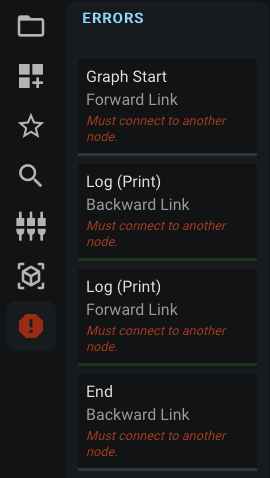 ERRORS
Graph Start
Forward Link
Must connect to another
node.
Log (Print)
Backward Link
Must connect to another
node.
Log (Print)
Forward Link
Must connect to another
node.
End
Backward Link
Must connect to another
node.